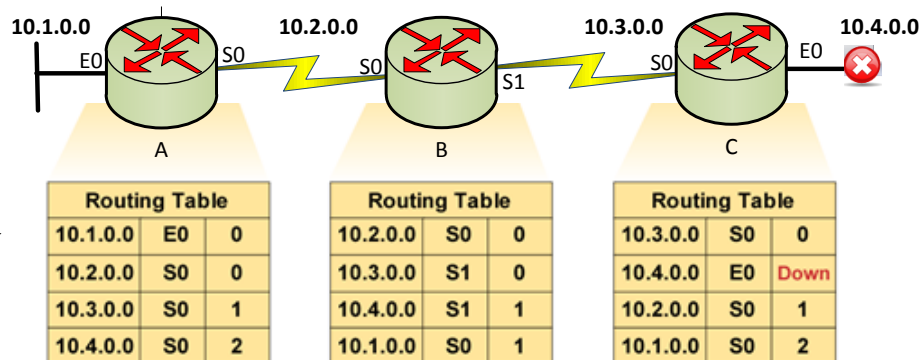 10.1.0.0 10.2.0.0 10.3.0.0 10.4.0.0
E0 S0 S0 S1 S0 E0
A B C
Routing Table
10.1.0.0 E0 0
10.2.0.0 S0 0
10.3.0.0 S0 1
10.4.0.0 S0 2
Routing Table
10.2.0.0 S0 0
10.3.0.0 S1 0
10.4.0.0 S1 1
10.1.0.0 S0 1
Routing Table
10.3.0.0 S0 0
10.4.0.0 E0 Down
10.2.0.0 S0 1
10.1.0.0 S0 2